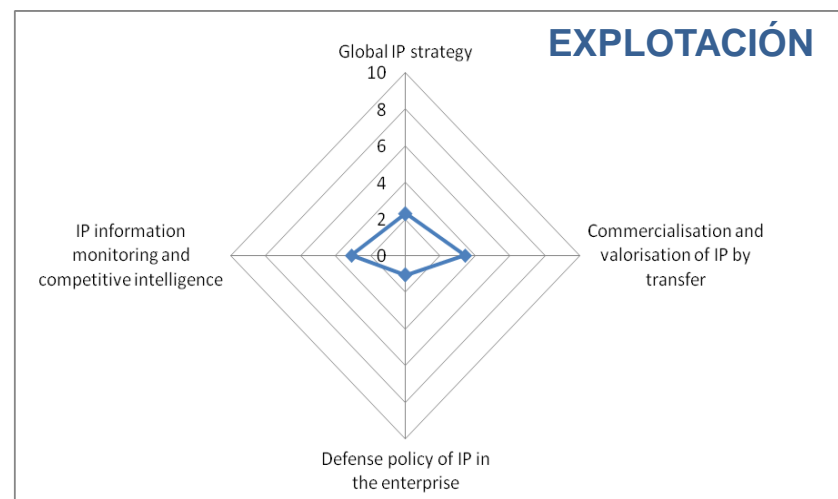 EXPLOTACIÓN
Global IP strategy
10
8
6
4
2
0
IP information
monitoring and
competitive intelligence
Commercialisation and
valorisation of IP by
transfer
Defense policy of IP in
the enterprise